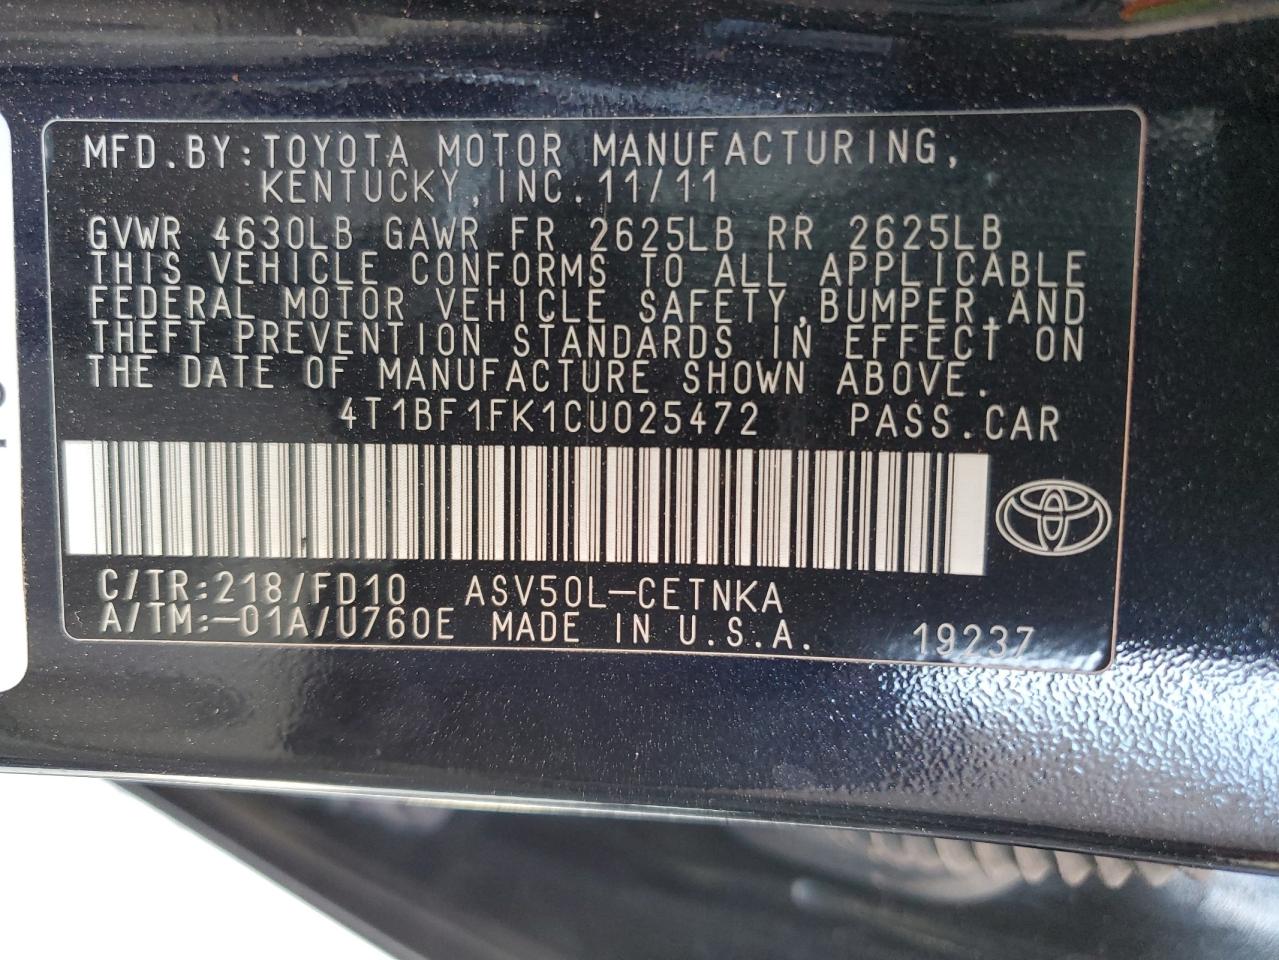 MFD.BY:TOYOTA MOTOR MANUFACTURING,
KENTUCKY,INC.11/11
GVWR 4630LB GAWR FR 2625LB RR 2625LB
THIS VEHICLE CONFORMS TO ALL APPLICABLE
FEDERAL MOTOR VEHICLE SAFETY,BUMPER,AND
THEFT PREVENTION STANDARDS IN EFFECT ON
THE DATE OF MANUFACTURE SHOWN ABOVE.
4T1BF1FK1CU025472 PASS.CAR
C/TR:218/FD10 ASV50L-CETNKA
A/TM:-01A/U760E MADE IN U.S.A. 19237